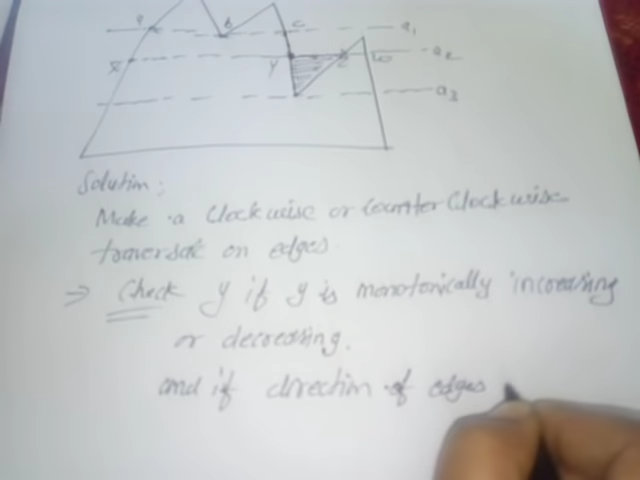 a b c a₁
x y z w a₂
a₃
Solution:
Make a Clockwise or Counter Clockwise
traversal on edges
⇒ Check y if y is monotonically increasing
or decreasing.
and if direction of edges